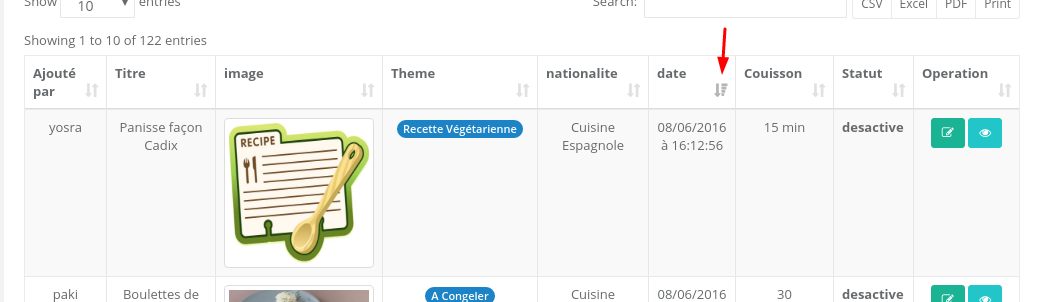 Show 10 entries
Search:
CSV Excel PDF Print
Showing 1 to 10 of 122 entries
Ajouté par Titre image Theme nationalite date Couisson Statut Operation
yosra Panisse façon Cadix RECIPE Recette Végétarienne Cuisine Espagnole 08/06/2016 à 16:12:56 15 min desactive
paki Boulettes de A Congeler Cuisine 08/06/2016 30 desactive